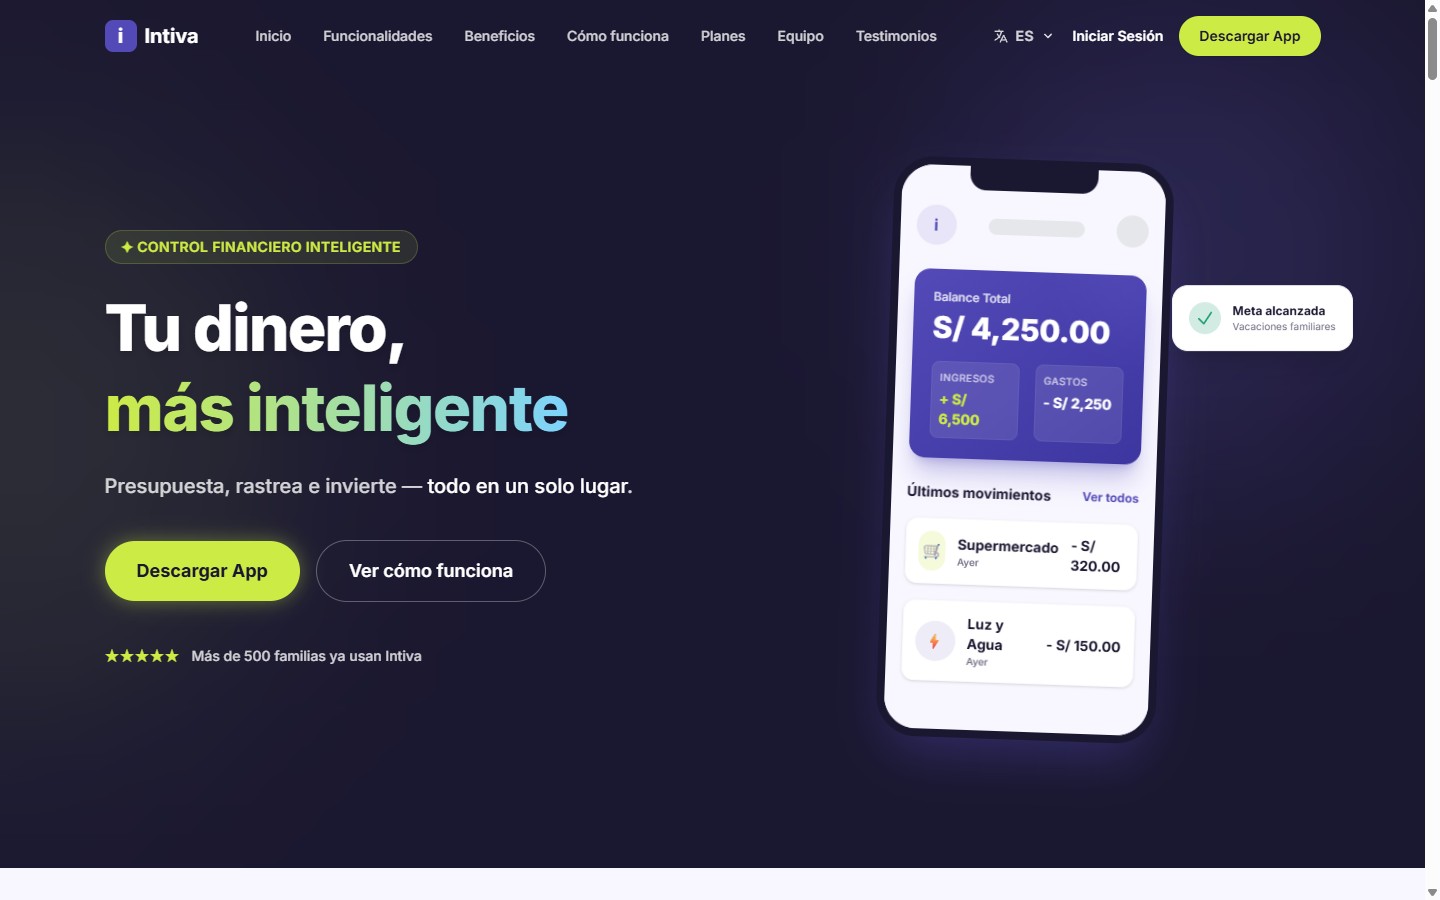 i Intiva
Inicio
Funcionalidades
Beneficios
Cómo funciona
Planes
Equipo
Testimonios
ES
Iniciar Sesión
Descargar App
✦ CONTROL FINANCIERO INTELIGENTE
Tu dinero,
más inteligente
Presupuesta, rastrea e invierte — todo en un solo lugar.
Descargar App
Ver cómo funciona
★★★★★ Más de 500 familias ya usan Intiva
i
Balance Total
S/ 4,250.00
INGRESOS
+ S/
6,500
GASTOS
- S/ 2,250
Últimos movimientos
Ver todos
Supermercado
Ayer
- S/
320.00
Luz y
Agua
Ayer
- S/ 150.00
Meta alcanzada
Vacaciones familiares